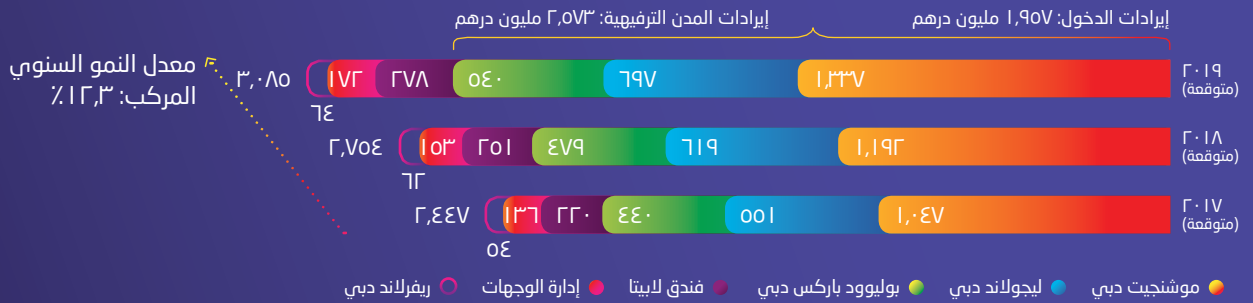 إيرادات الدخول: ١,٩٥٧ مليون درهم
إيرادات المدن الترفيهية: ٢,٥٧٣ مليون درهم
معدل النمو السنوي
المركب: ١٢,٣٪
٢٠١٩
(متوقعة)
١,٣٣٧
٦٩٧
٥٤٠
٢٧٨
١٧٢
٦٤
٣,٠٨٥
٢٠١٨
(متوقعة)
١,١٩٢
٦١٩
٤٧٩
٢٥١
١٥٣
٦٢
٢,٧٥٤
٢٠١٧
(متوقعة)
١,٠٤٧
٥٥١
٤٤٠
٢٢٠
١٣٦
٥٤
٢,٤٤٧
موشنجيت دبي
ليجولاند دبي
بوليوود باركس دبي
فندق لابيتا
إدارة الوجهات
ريفرلاند دبي